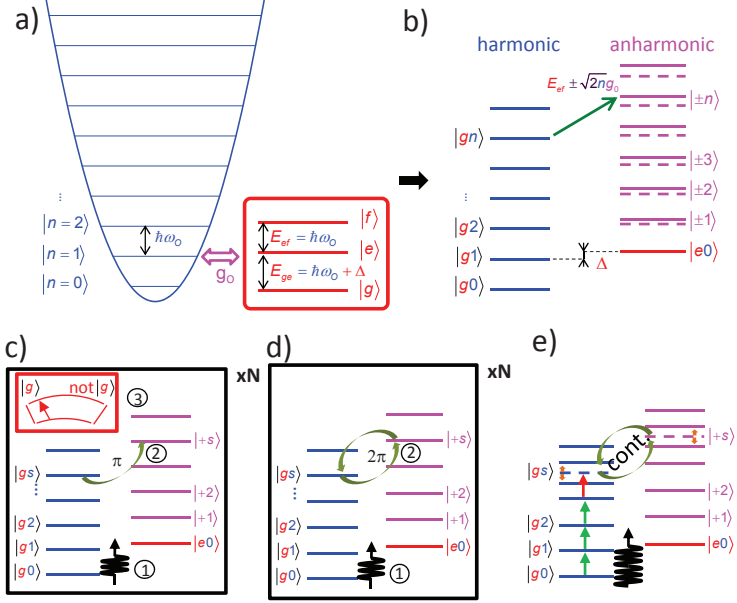 a)
|n=2⟩
|n=1⟩
|n=0⟩
ħω_O
g_O
E_ef = ħω_O
E_ge = ħω_O + Δ
|f⟩
|e⟩
|g⟩
b)
harmonic
anharmonic
E_ef ± √2n g_0
|gn⟩
|g2⟩
|g1⟩
|g0⟩
|±n⟩
|±3⟩
|±2⟩
|±1⟩
|e0⟩
Δ
c)
xN
|g⟩ not |g⟩
③
π
②
|gs⟩
|g2⟩
|g1⟩
|g0⟩
|+s⟩
|+2⟩
|+1⟩
|e0⟩
①
d)
xN
2π
②
|gs⟩
|g2⟩
|g1⟩
|g0⟩
|+s⟩
|+2⟩
|+1⟩
|e0⟩
①
e)
cont.
|gs⟩
|g2⟩
|g1⟩
|g0⟩
|+s⟩
|+2⟩
|+1⟩
|e0⟩